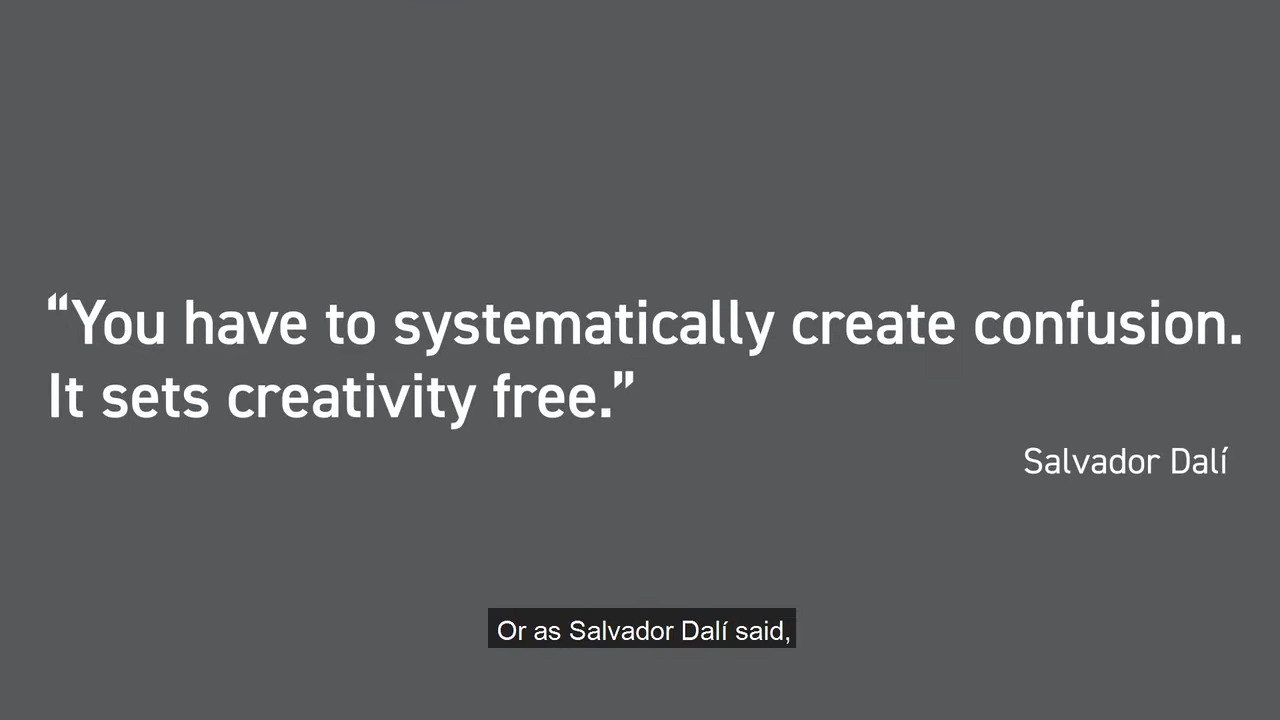 “You have to systematically create confusion.
It sets creativity free.”
Salvador Dalí
Or as Salvador Dalí said,